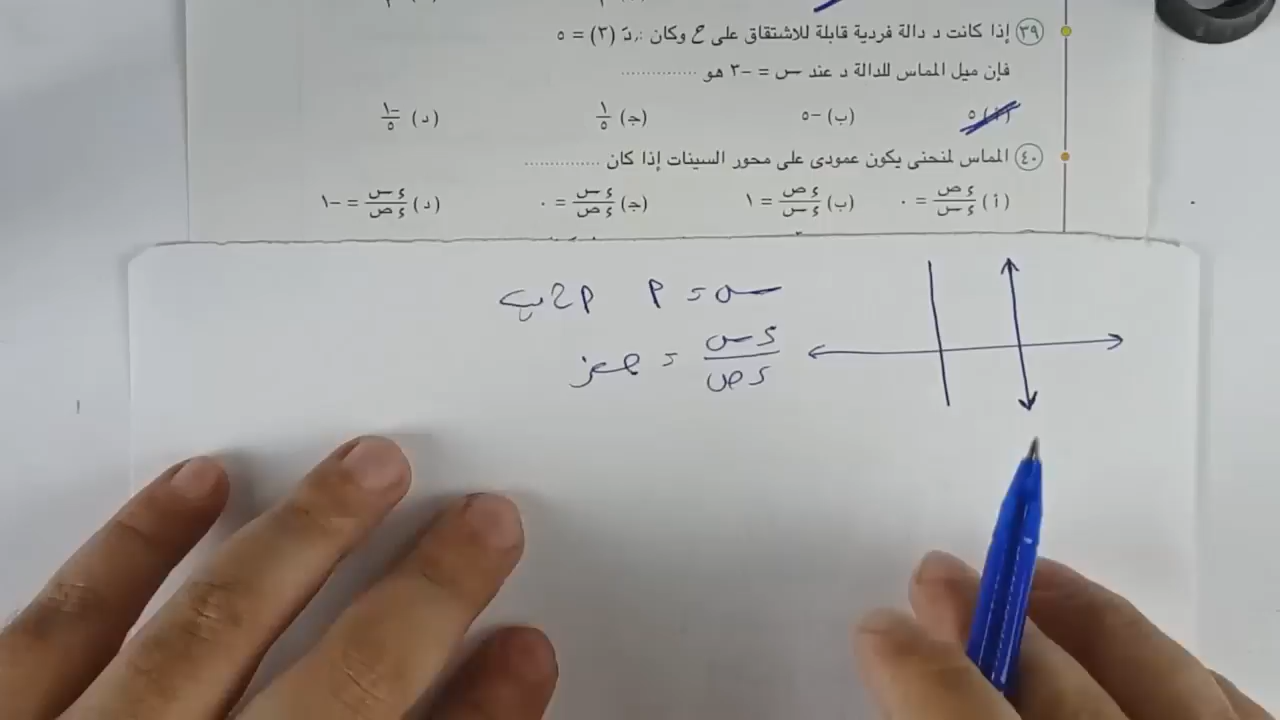 ٣٩ إذا كانت د دالة فردية قابلة للاشتقاق على ح وكان : دَ (٣) = ٥
فإن ميل المماس للدالة د عند س = -٣ هو ...............
(أ) ٥ (ب) -٥ (جـ) ١/٥ (د) -١/٥
٤٠ المماس لمنحنى يكون عمودى على محور السينات إذا كان ...............
(أ) ءص/ءس = ٠ (ب) ءص/ءس = ١ (جـ) ءس/ءص = ٠ (د) ءس/ءص = -١
س = ٩ ٩ كح
ءس/ءص = صفر